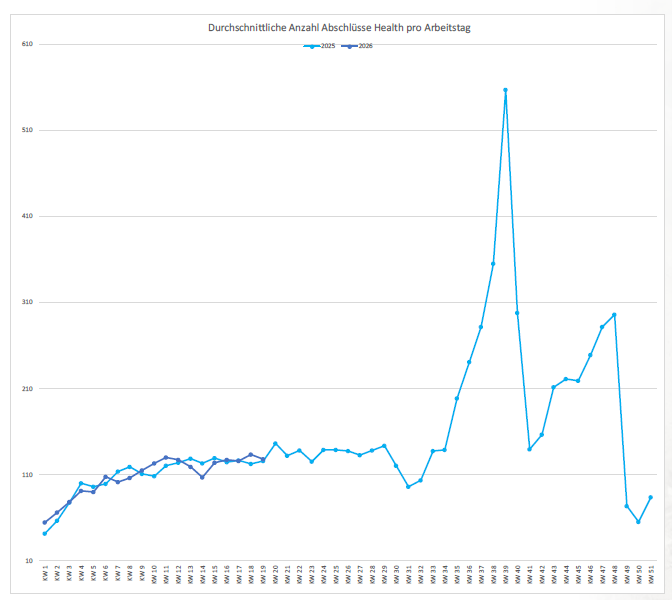 Durchschnittliche Anzahl Abschlüsse Health pro Arbeitstag
2025 2026
610
510
410
310
210
110
10
KW 1
KW 2
KW 3
KW 4
KW 5
KW 6
KW 7
KW 8
KW 9
KW 10
KW 11
KW 12
KW 13
KW 14
KW 15
KW 16
KW 17
KW 18
KW 19
KW 20
KW 21
KW 22
KW 23
KW 24
KW 25
KW 26
KW 27
KW 28
KW 29
KW 30
KW 31
KW 32
KW 33
KW 34
KW 35
KW 36
KW 37
KW 38
KW 39
KW 40
KW 41
KW 42
KW 43
KW 44
KW 45
KW 46
KW 47
KW 48
KW 49
KW 50
KW 51